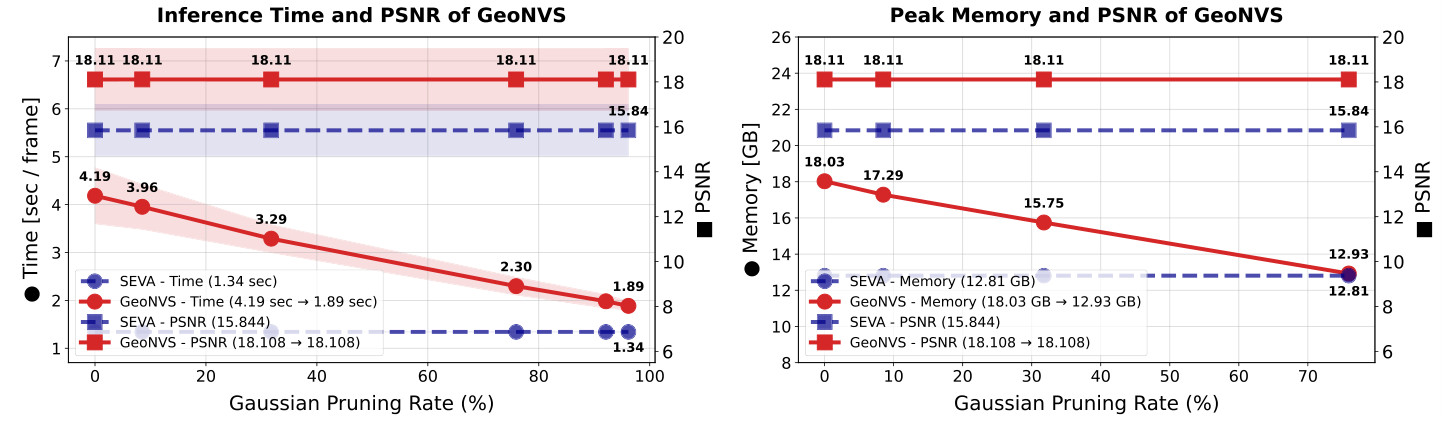 Inference Time and PSNR of GeoNVS
7
6
5
4
3
2
1
Time [sec / frame]
20
18
16
14
12
10
8
6
PSNR
18.11 18.11 18.11 18.11 18.11
15.84
4.19
3.96
3.29
2.30
1.89
1.34
SEVA - Time (1.34 sec)
GeoNVS - Time (4.19 sec → 1.89 sec)
SEVA - PSNR (15.844)
GeoNVS - PSNR (18.108 → 18.108)
0 20 40 60 80 100
Gaussian Pruning Rate (%)
Peak Memory and PSNR of GeoNVS
26
24
22
20
18
16
14
12
10
8
Memory [GB]
20
18
16
14
12
10
8
6
PSNR
18.11 18.11 18.11 18.11
15.84
18.03
17.29
15.75
12.93
12.81
SEVA - Memory (12.81 GB)
GeoNVS - Memory (18.03 GB → 12.93 GB)
SEVA - PSNR (15.844)
GeoNVS - PSNR (18.108 → 18.108)
0 10 20 30 40 50 60 70
Gaussian Pruning Rate (%)